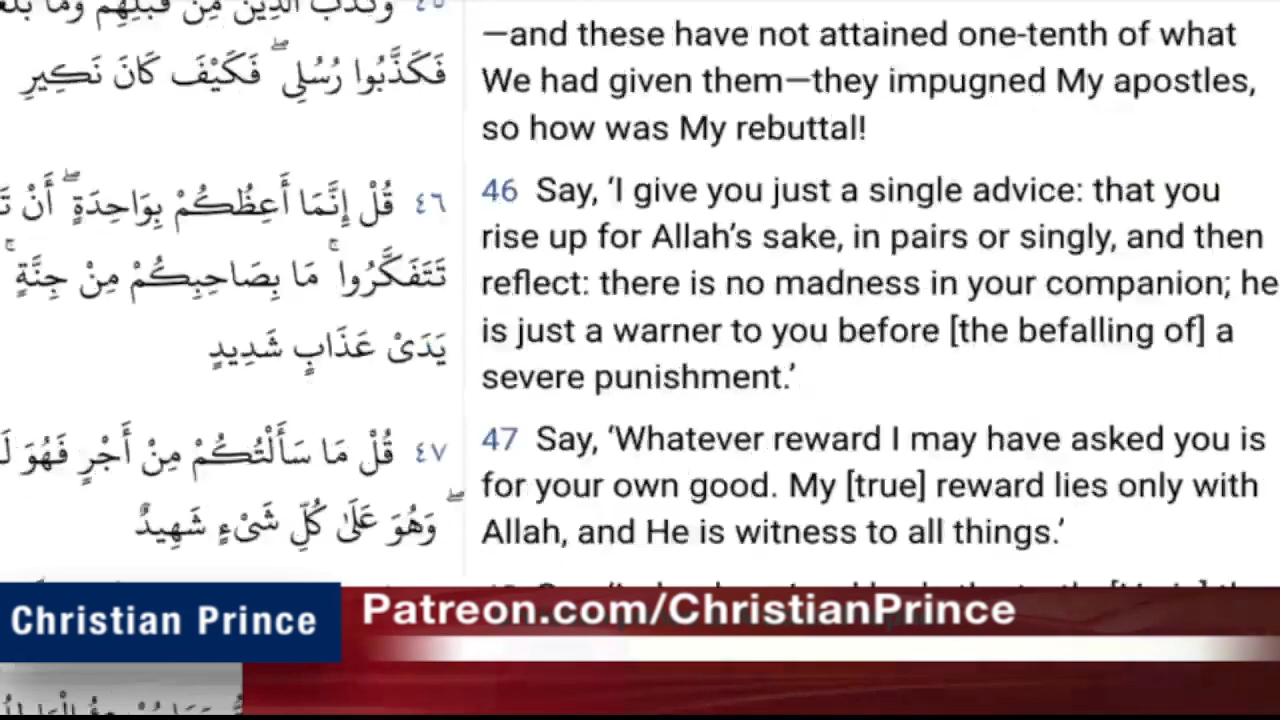 ٤٥ وَكَذَّبَ الَّذِينَ مِن قَبْلِهِمْ وَمَا
فَكَذَّبُوا رُسُلِي ۖ فَكَيْفَ كَانَ نَكِيرِ
٤٦ قُلْ إِنَّمَا أَعِظُكُمْ بِوَاحِدَةٍ ۖ أَنْ
تَتَفَكَّرُوا ۚ مَا بِصَاحِبِكُمْ مِنْ جِنَّةٍ ۚ
يَدَىْ عَذَابٍ شَدِيدٍ
٤٧ قُلْ مَا سَأَلْتُكُمْ مِنْ أَجْرٍ فَهُوَ
ۖ وَهُوَ عَلَىٰ كُلِّ شَىْءٍ شَهِيدٌ
—and these have not attained one-tenth of what
We had given them—they impugned My apostles,
so how was My rebuttal!
46 Say, ‘I give you just a single advice: that you
rise up for Allah’s sake, in pairs or singly, and then
reflect: there is no madness in your companion; he
is just a warner to you before [the befalling of] a
severe punishment.’
47 Say, ‘Whatever reward I may have asked you is
for your own good. My [true] reward lies only with
Allah, and He is witness to all things.’
Christian Prince
Patreon.com/ChristianPrince